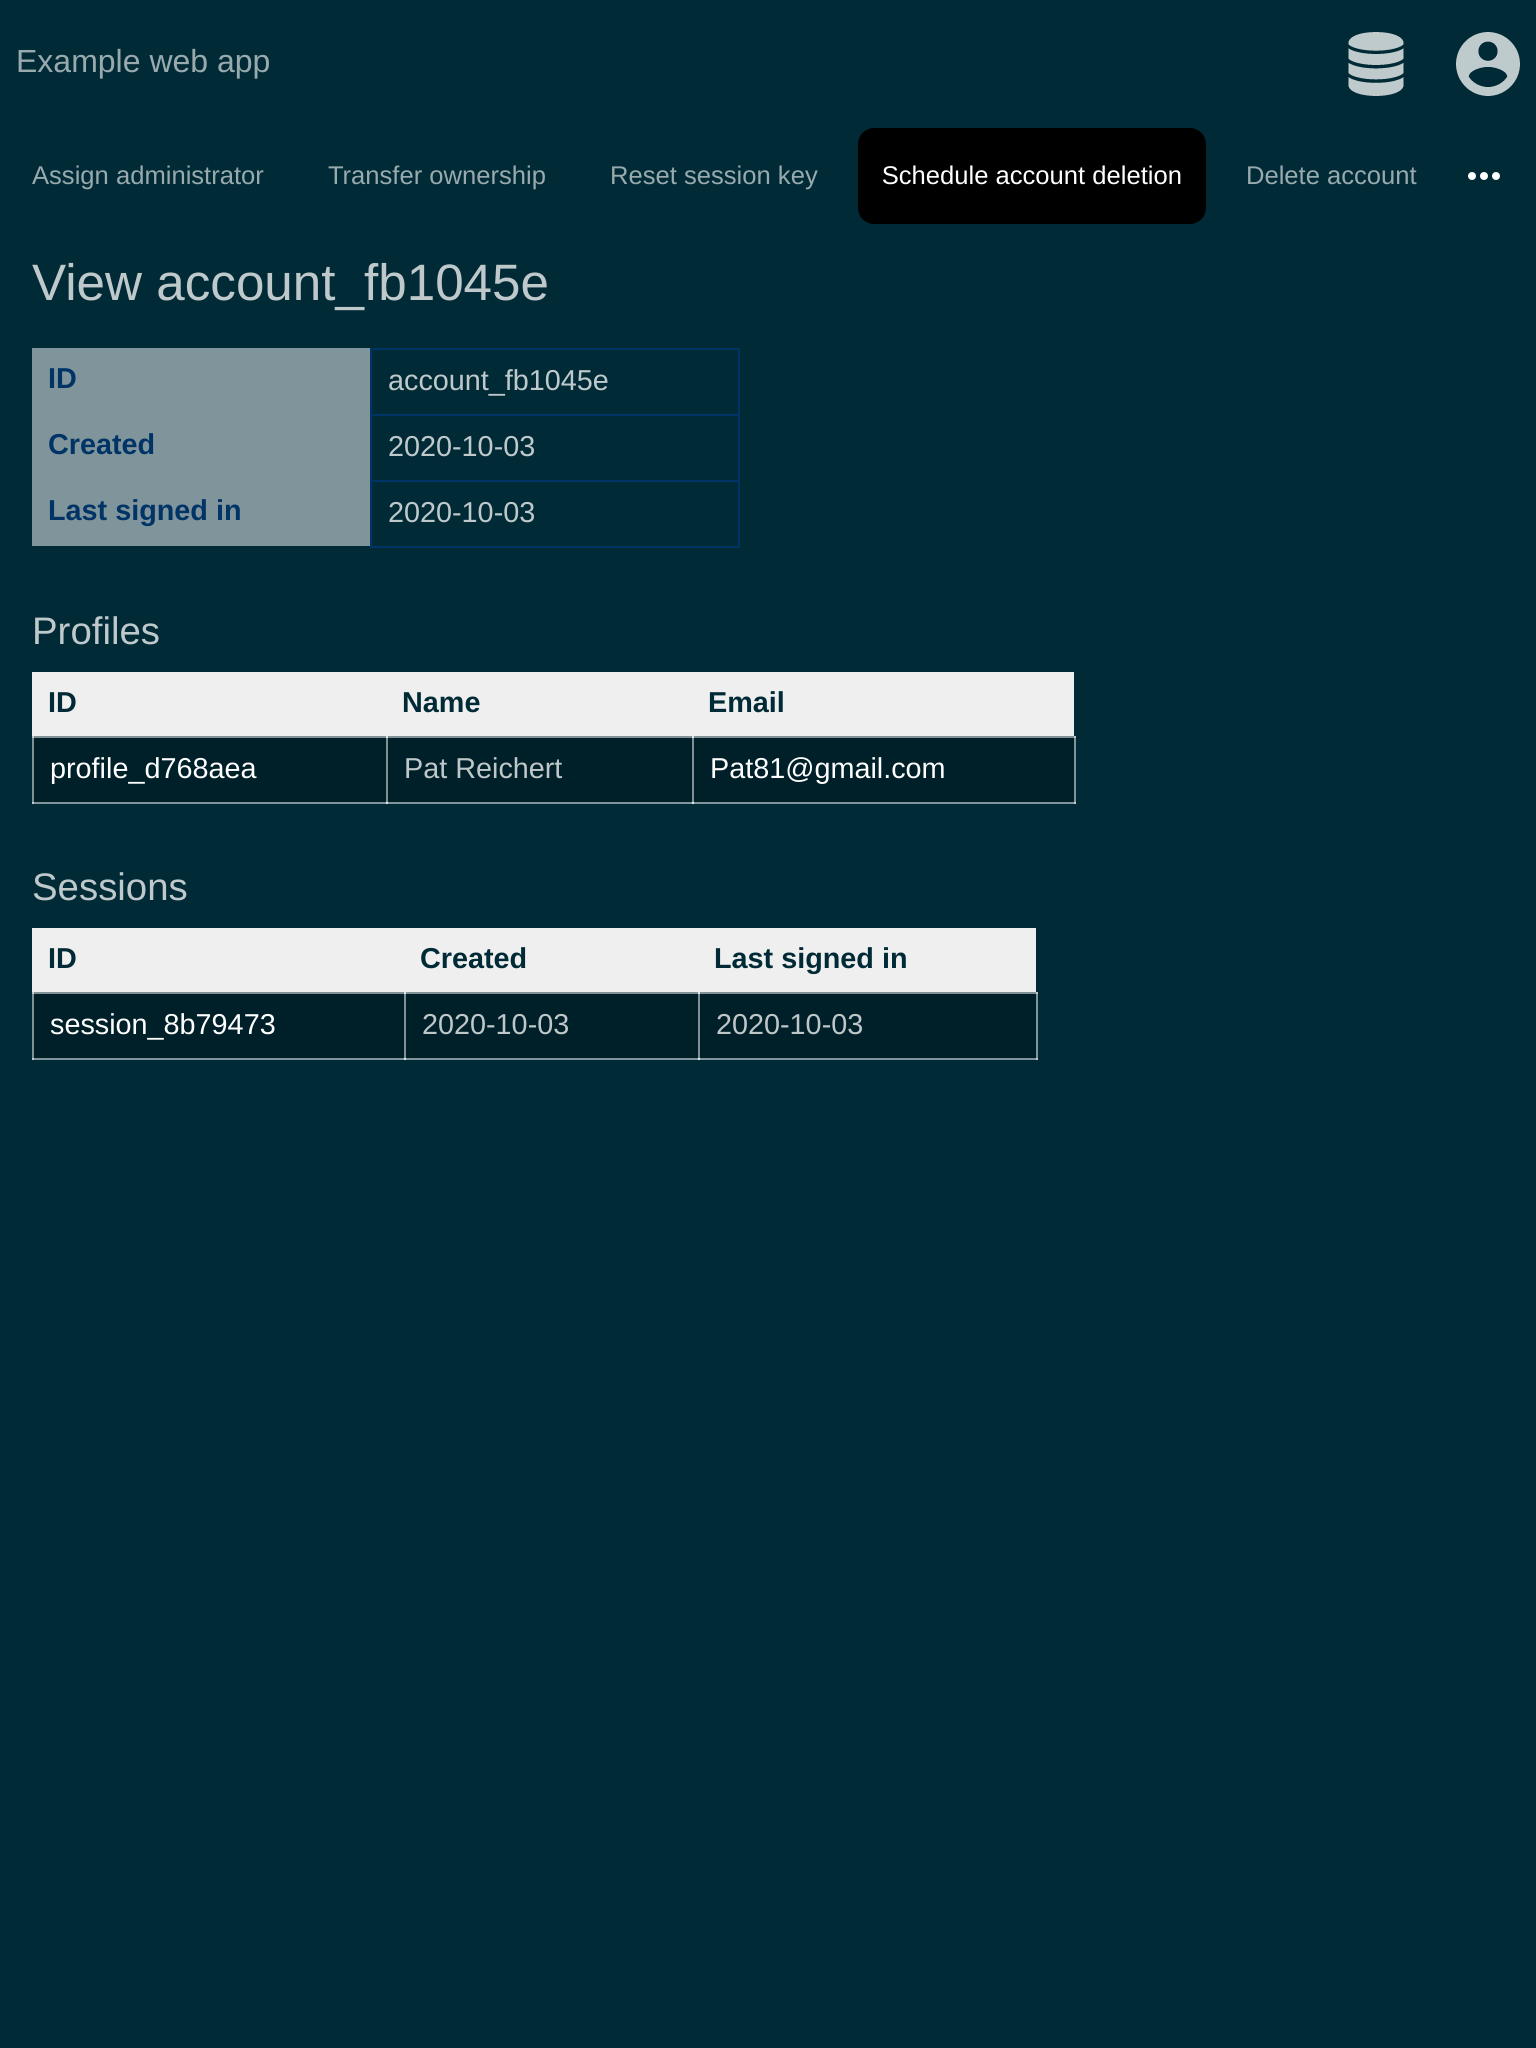 Example web app
Assign administrator Transfer ownership Reset session key Schedule account deletion Delete account
View account_fb1045e
ID account_fb1045e
Created 2020-10-03
Last signed in 2020-10-03
Profiles
ID Name Email
profile_d768aea Pat Reichert Pat81@gmail.com
Sessions
ID Created Last signed in
session_8b79473 2020-10-03 2020-10-03